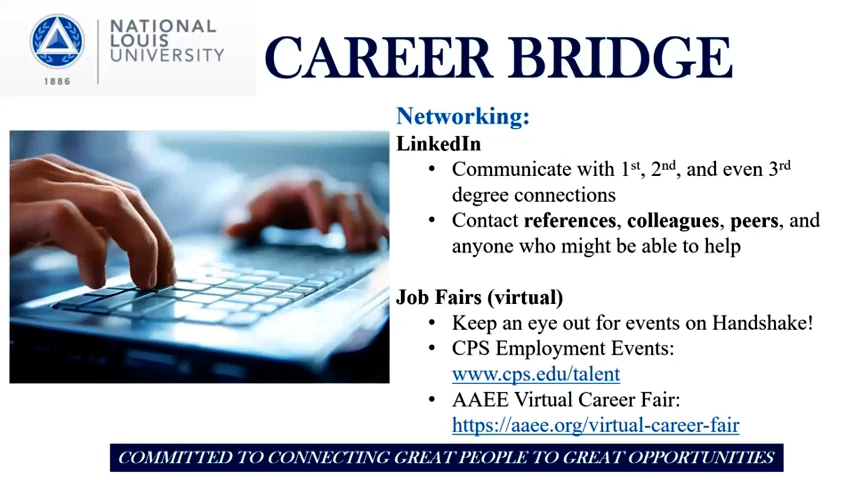 NATIONAL
LOUIS
UNIVERSITY
1886
CAREER BRIDGE
Networking:
LinkedIn
• Communicate with 1st, 2nd, and even 3rd
degree connections
• Contact references, colleagues, peers, and
anyone who might be able to help
Job Fairs (virtual)
• Keep an eye out for events on Handshake!
• CPS Employment Events:
www.cps.edu/talent
• AAEE Virtual Career Fair:
https://aaee.org/virtual-career-fair
COMMITTED TO CONNECTING GREAT PEOPLE TO GREAT OPPORTUNITIES